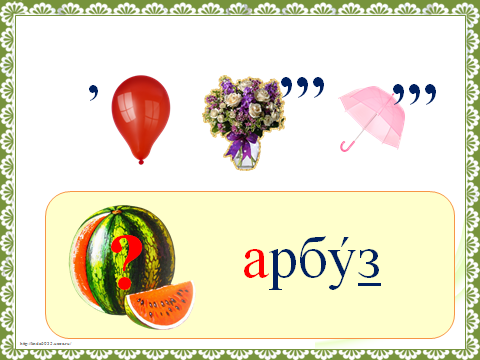 , ,,, ,,,
?
арбу́з